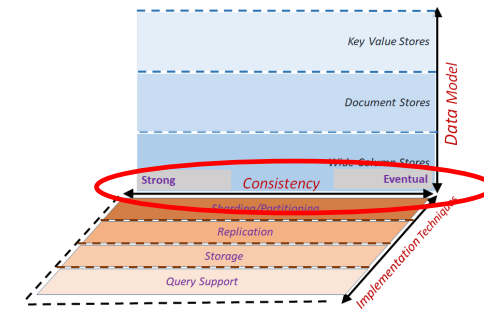 Key Value Stores
Document Stores
Data Model
Wide Column Stores
Strong
Consistency
Eventual
Sharding/Partitioning
Replication
Storage
Query Support
Implementation Techniques